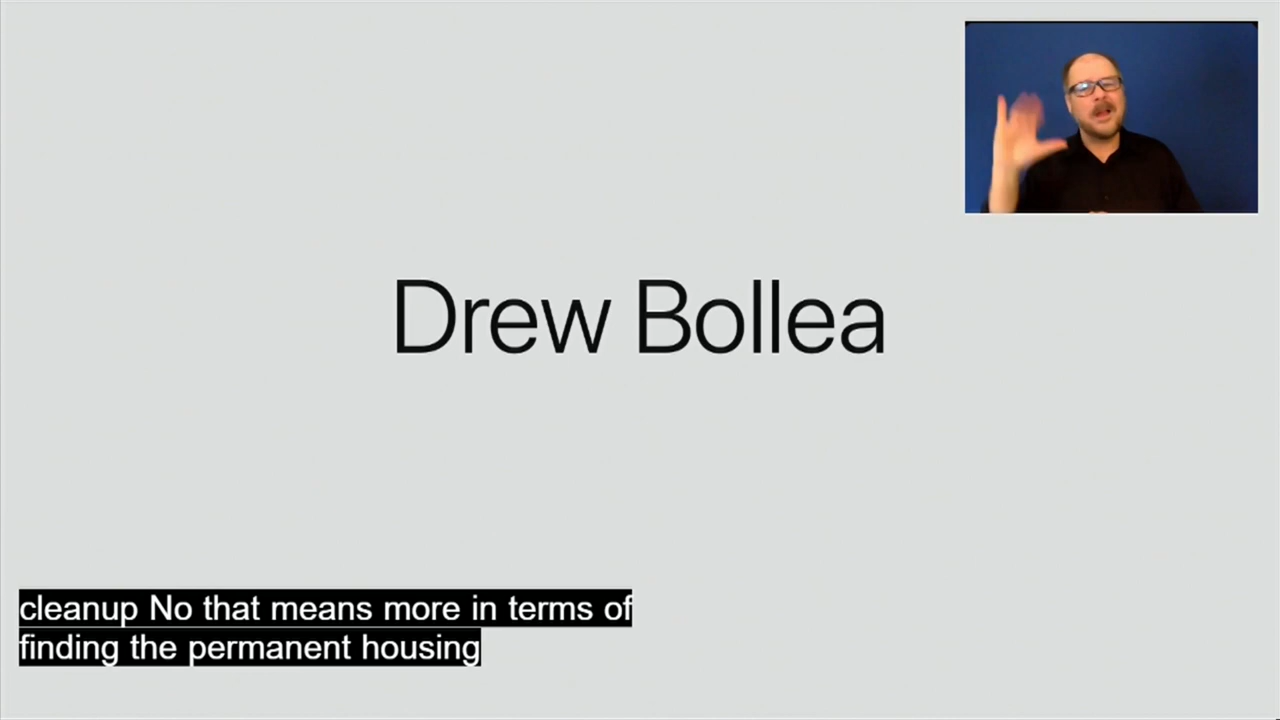 Drew Bollea
cleanup No that means more in terms of
finding the permanent housing